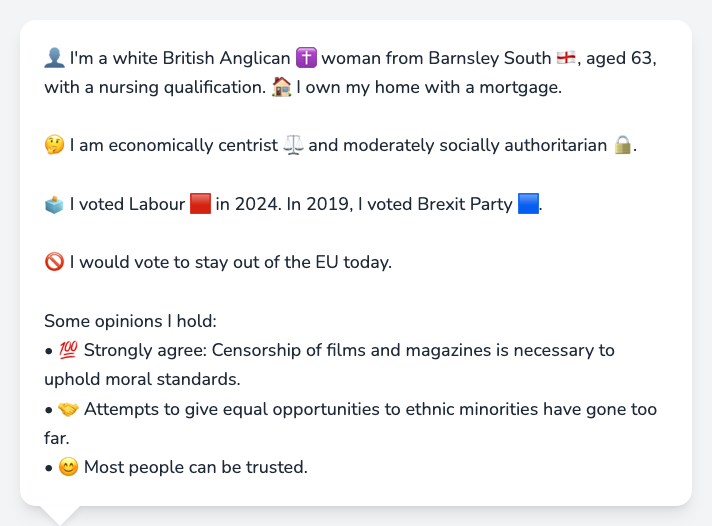 👤 I'm a white British Anglican ✝️ woman from Barnsley South 🏴󠁧󠁢󠁥󠁮󠁧󠁿, aged 63,
with a nursing qualification. 🏠 I own my home with a mortgage.
🤔 I am economically centrist ⚖️ and moderately socially authoritarian 🔒.
🗳️ I voted Labour 🟥 in 2024. In 2019, I voted Brexit Party 🟦.
🚫 I would vote to stay out of the EU today.
Some opinions I hold:
• 💯 Strongly agree: Censorship of films and magazines is necessary to
uphold moral standards.
• 🤝 Attempts to give equal opportunities to ethnic minorities have gone too
far.
• 😊 Most people can be trusted.